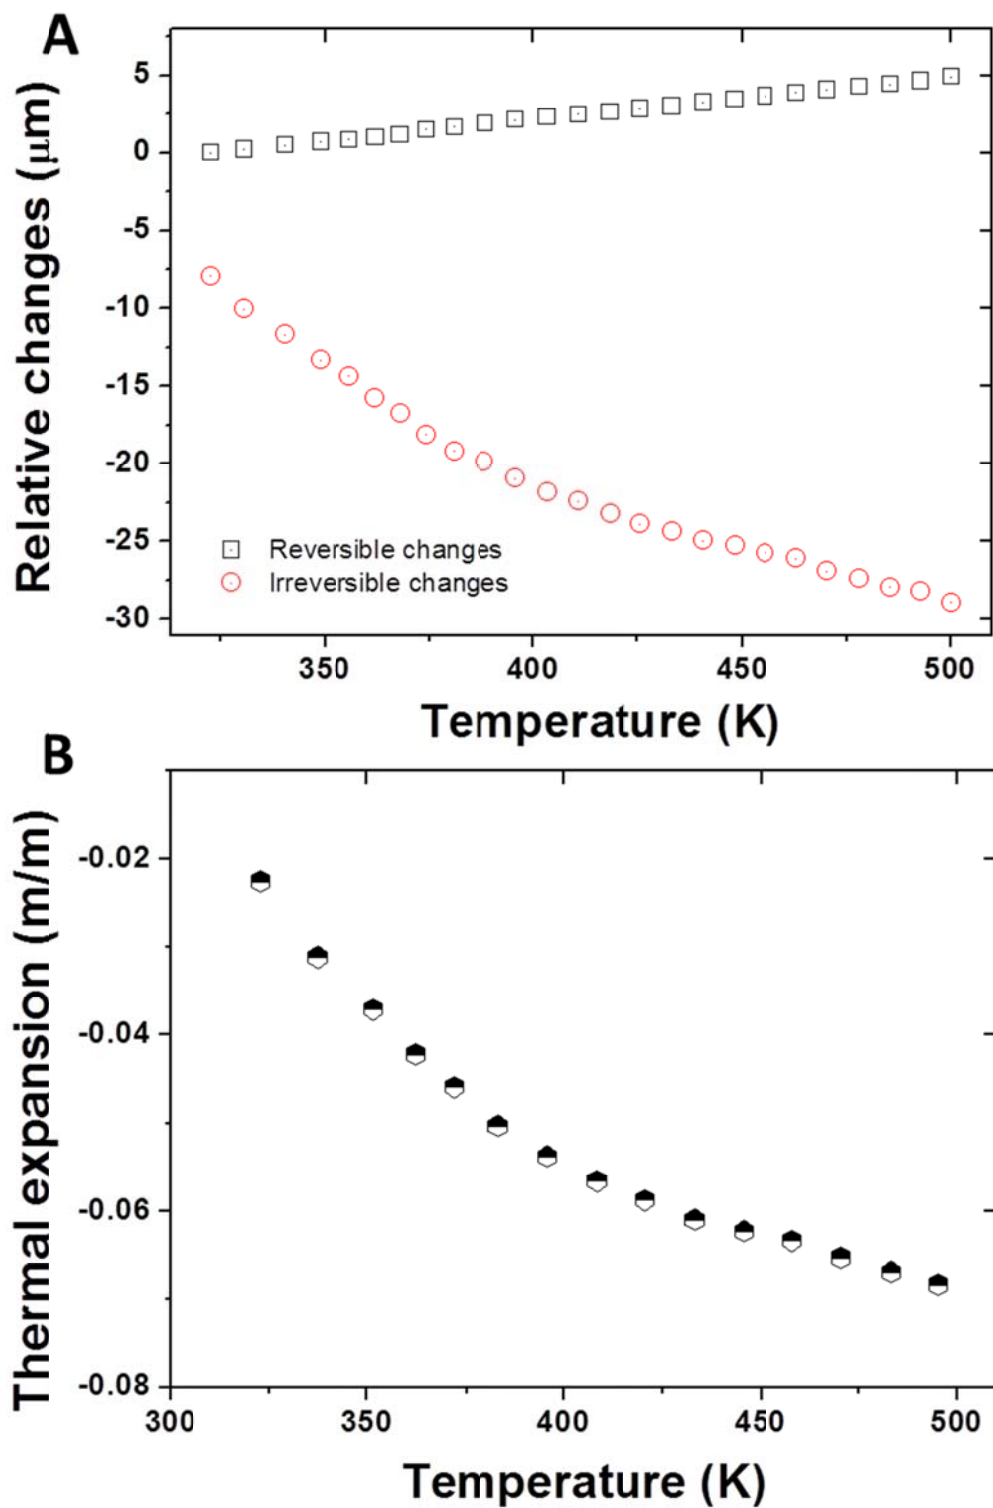 A
Relative changes (μm)
5
0
-5
-10
-15
-20
-25
-30
Reversible changes
Irreversible changes
350
400
450
500
Temperature (K)
B
Thermal expansion (m/m)
-0.02
-0.04
-0.06
-0.08
300
350
400
450
500
Temperature (K)